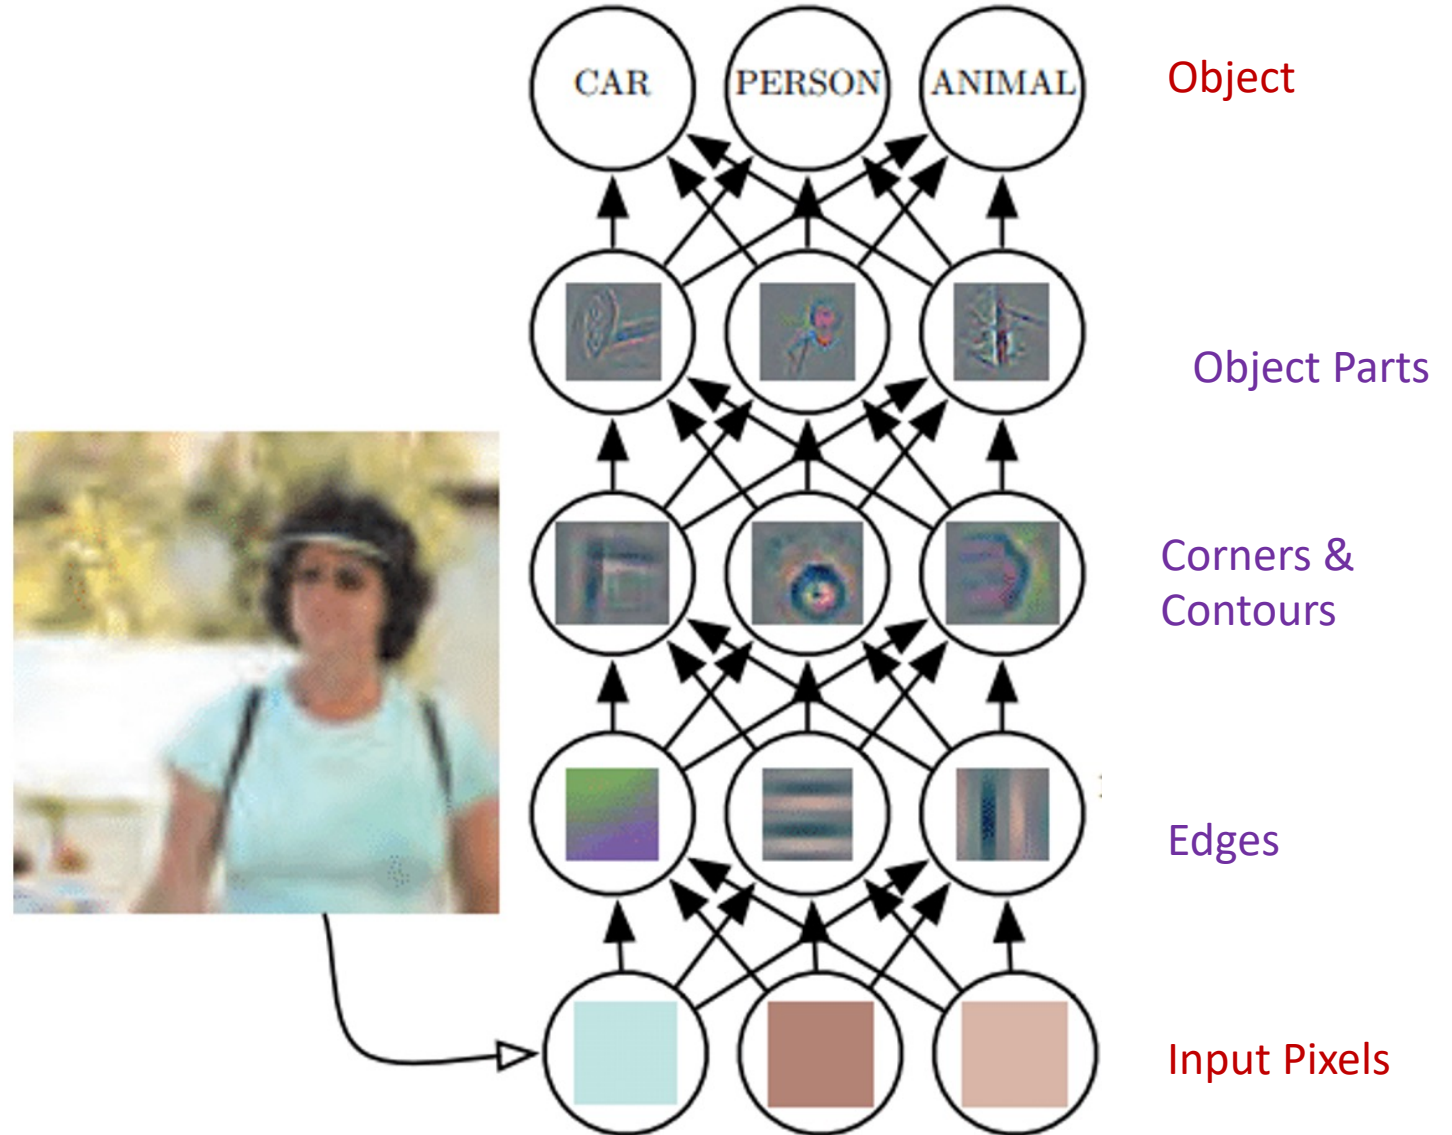 CAR PERSON ANIMAL Object
Object Parts
Corners &
Contours
Edges
Input Pixels